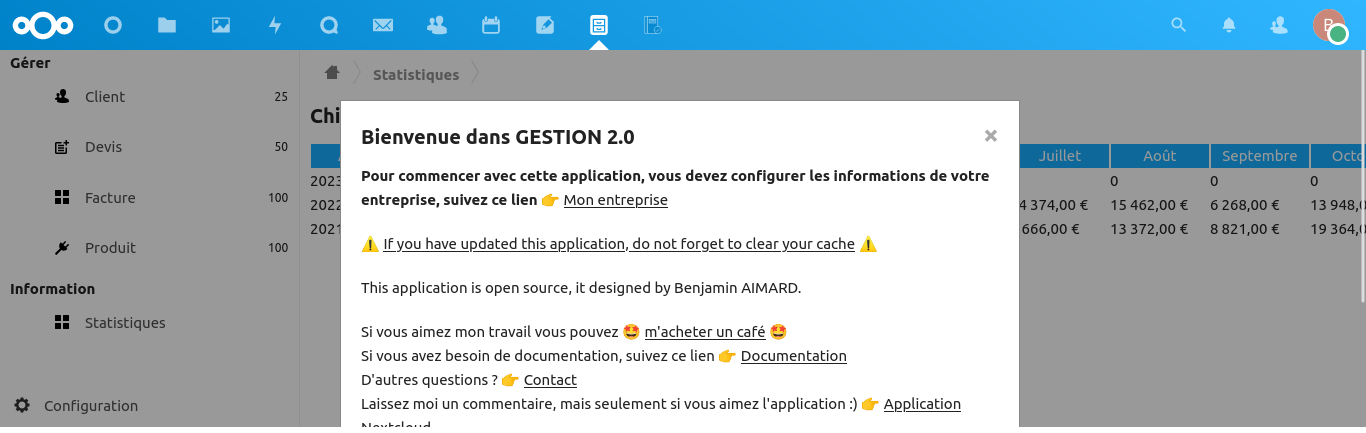 B
Gérer
Client 25
Devis 50
Facture 100
Produit 100
Information
Statistiques
Configuration
Statistiques
Chi
Juillet Août Septembre Octo
2023 0 0 0
2022 4 374,00 € 15 462,00 € 6 268,00 € 13 948,0
2021 666,00 € 13 372,00 € 8 821,00 € 19 364,0
Bienvenue dans GESTION 2.0
Pour commencer avec cette application, vous devez configurer les informations de votre
entreprise, suivez ce lien 👉 Mon entreprise
⚠️ If you have updated this application, do not forget to clear your cache ⚠️
This application is open source, it designed by Benjamin AIMARD.
Si vous aimez mon travail vous pouvez 🤩 m'acheter un café 🤩
Si vous avez besoin de documentation, suivez ce lien 👉 Documentation
D'autres questions ? 👉 Contact
Laissez moi un commentaire, mais seulement si vous aimez l'application :) 👉 Application
Nextcloud